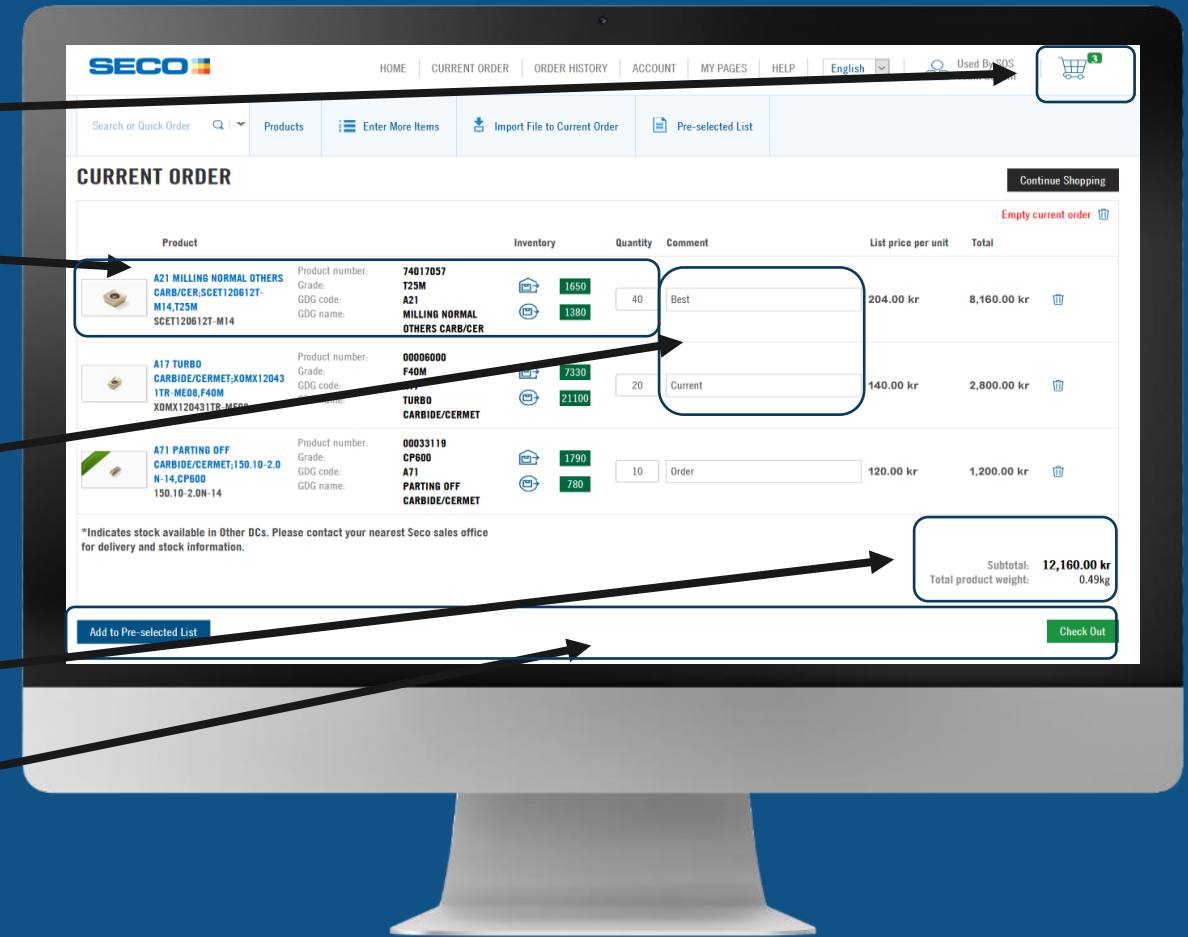 SECO
HOME CURRENT ORDER ORDER HISTORY ACCOUNT MY PAGES HELP English Used By SOS
3
Search or Quick Order Products Enter More Items Import File to Current Order Pre-selected List
CURRENT ORDER
Continue Shopping
Empty current order
Product Inventory Quantity Comment List price per unit Total
A21 MILLING NORMAL OTHERS
CARB/CER;SCET120612T-
M14,T25M
SCET120612T-M14
Product number: 74017057
Grade: T25M
GDG code: A21
GDG name: MILLING NORMAL
OTHERS CARB/CER
1650
1380
40 Best 204.00 kr 8,160.00 kr
A17 TURBO
CARBIDE/CERMET;XOMX12043
1TR-ME08,F40M
XOMX120431TR-ME08
Product number: 00006000
Grade: F40M
GDG code:
TURBO
CARBIDE/CERMET
7330
21100
20 Current 140.00 kr 2,800.00 kr
A71 PARTING OFF
CARBIDE/CERMET;150.10-2.0
N-14,CP600
150.10-2.0N-14
Product number: 00033119
Grade: CP600
GDG code: A71
GDG name: PARTING OFF
CARBIDE/CERMET
1790
780
10 Order 120.00 kr 1,200.00 kr
*Indicates stock available in Other DCs. Please contact your nearest Seco sales office
for delivery and stock information.
Subtotal: 12,160.00 kr
Total product weight: 0.49kg
Add to Pre-selected List Check Out